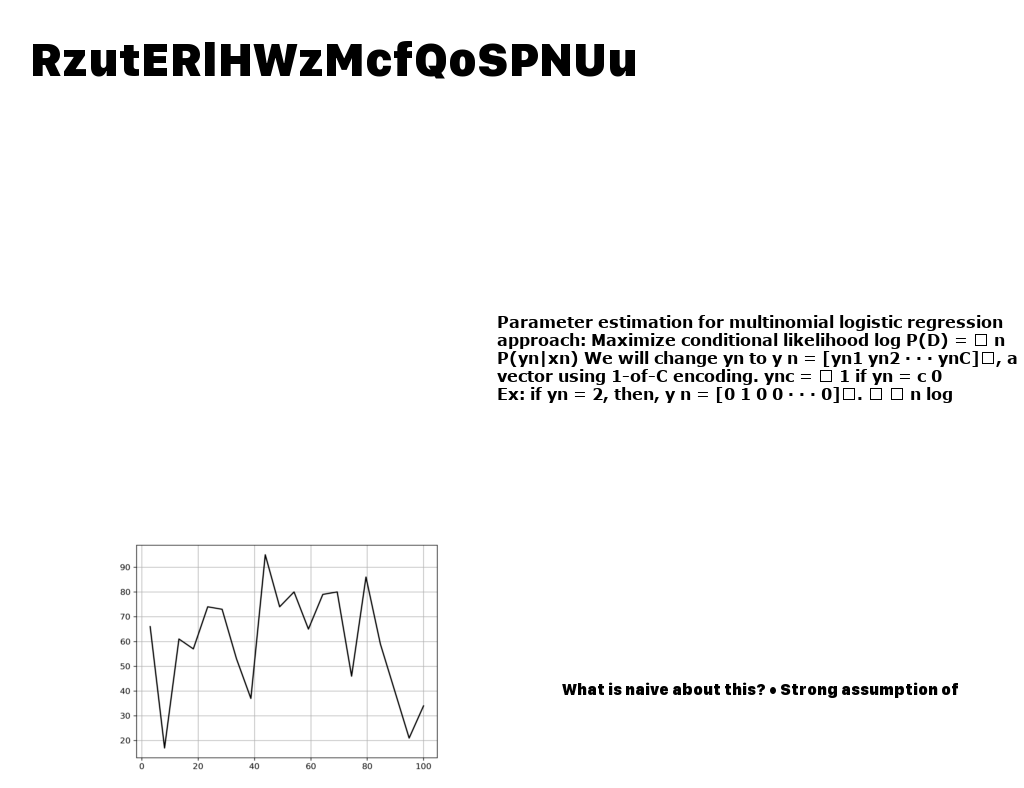 RzutERlHWzMcfQoSPNUu
Parameter estimation for multinomial logistic regression
approach: Maximize conditional likelihood log P(D) = □ n
P(yn|xn) We will change yn to y n = [yn1 yn2 · · · ynC]□, a
vector using 1-of-C encoding. ync = □ 1 if yn = c 0
Ex: if yn = 2, then, y n = [0 1 0 0 · · · 0]□. □ □ n log
90
80
70
60
50
40
30
20
0 20 40 60 80 100
What is naive about this? • Strong assumption of